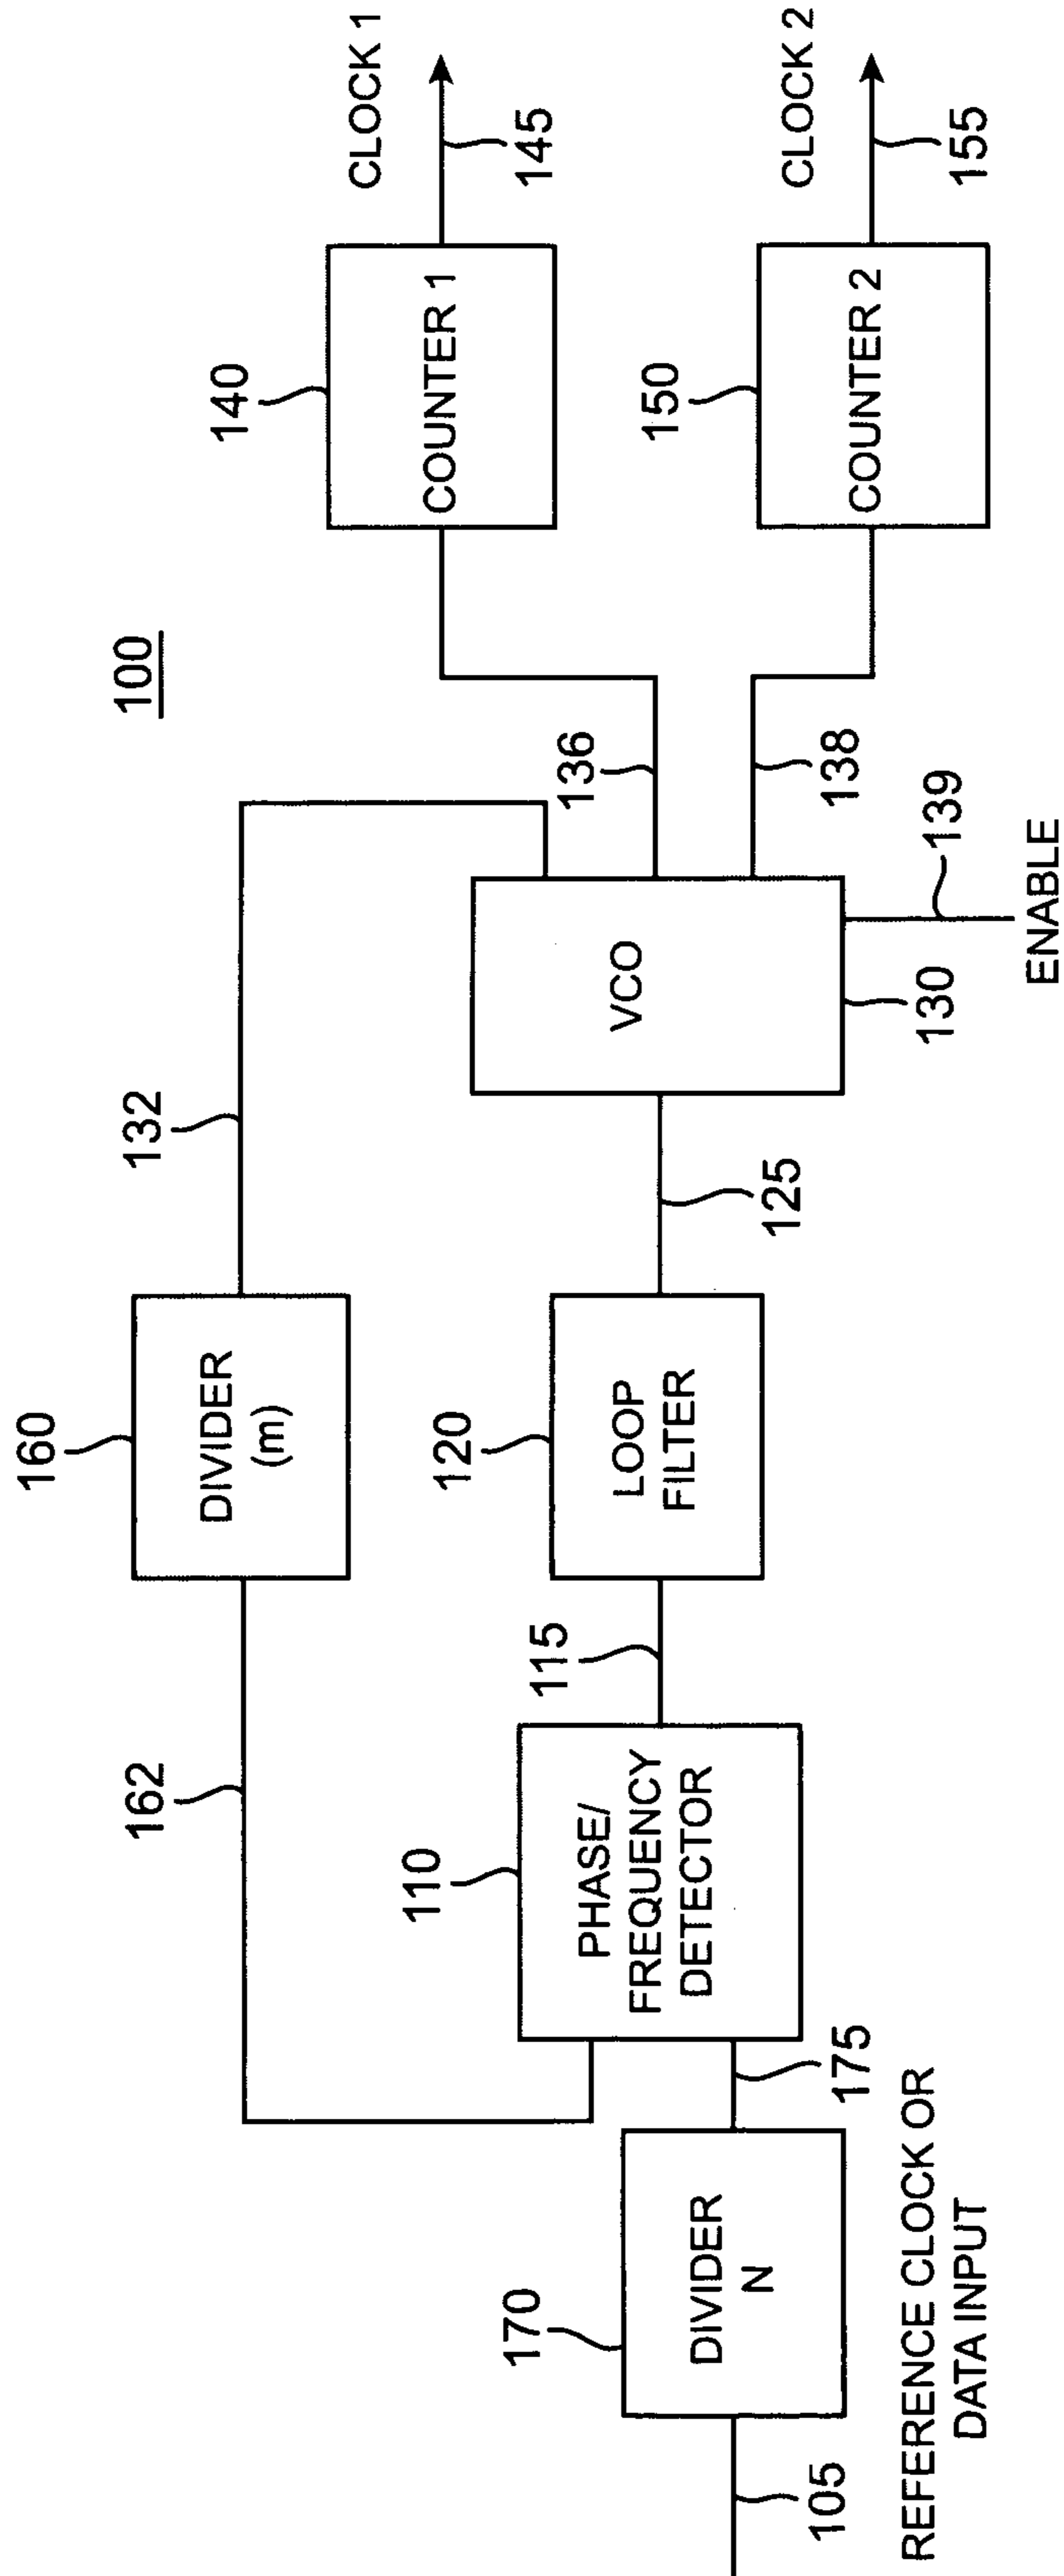 100
162
132
160
DIVIDER
(m)
140
COUNTER 1
CLOCK 1
145
110
PHASE/
FREQUENCY
DETECTOR
115
120
LOOP
FILTER
125
VCO
130
136
138
139
ENABLE
150
COUNTER 2
CLOCK 2
155
170
DIVIDER
N
175
105
REFERENCE CLOCK OR
DATA INPUT